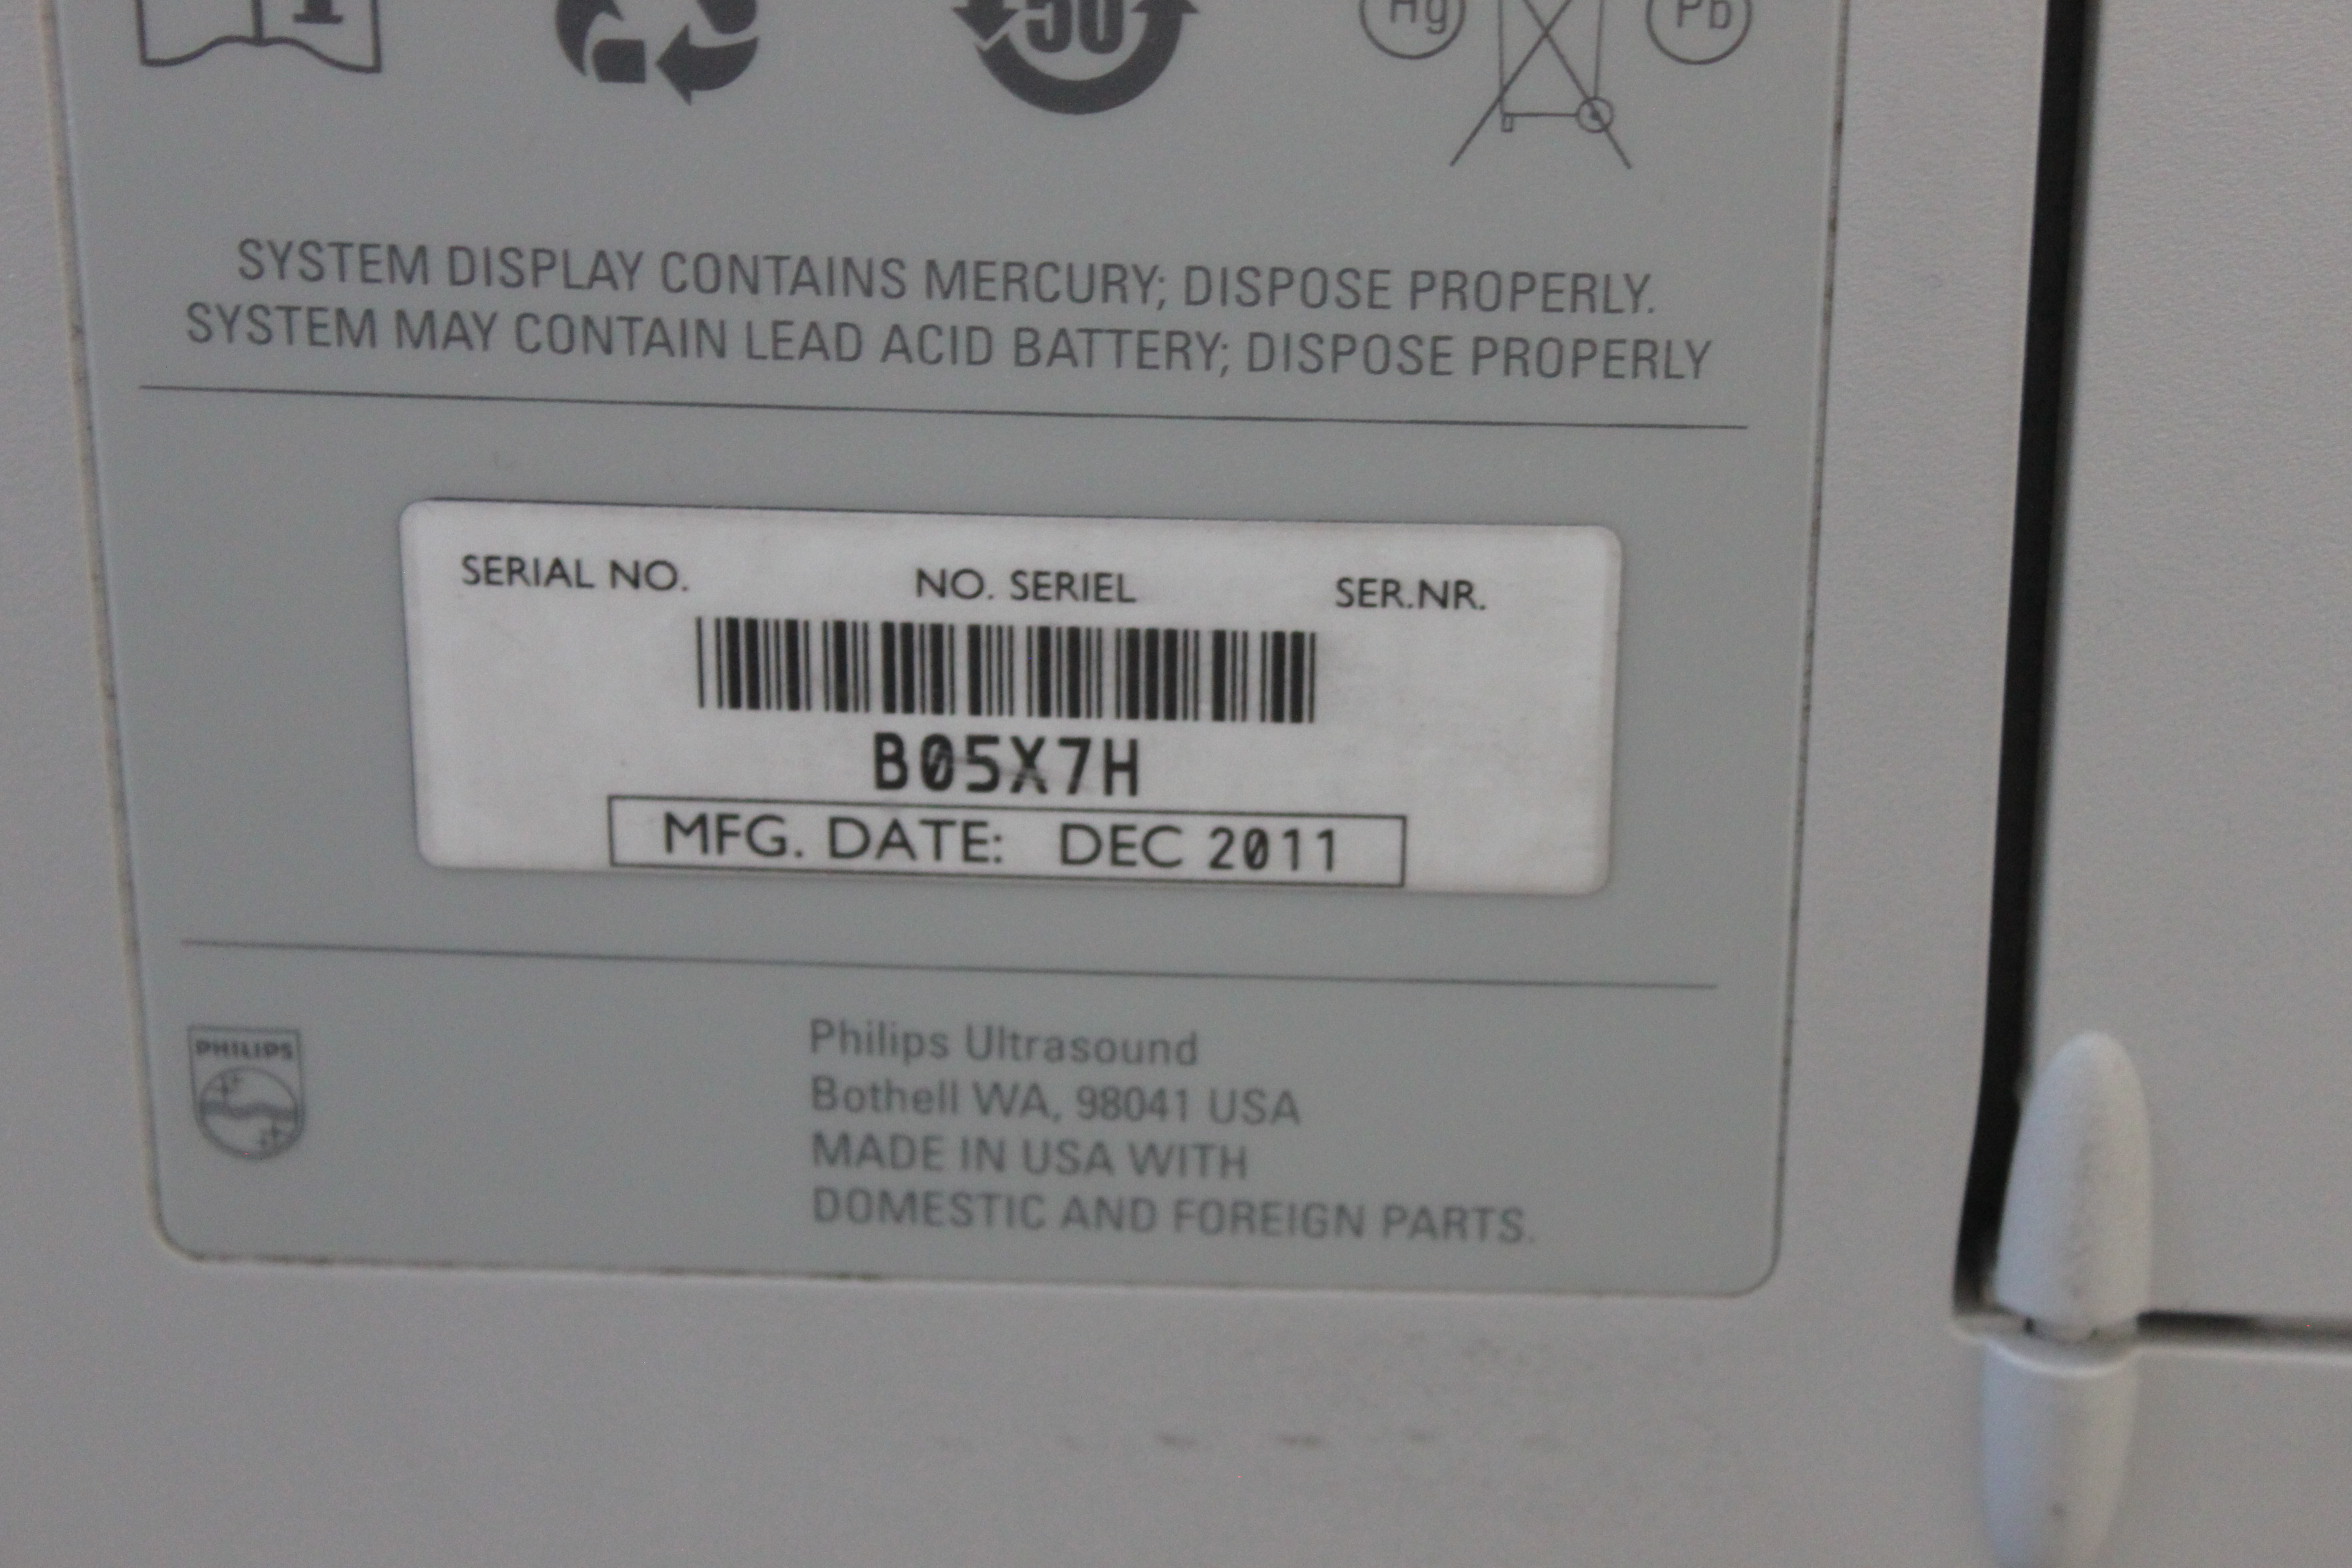 50
Hg
Pb
SYSTEM DISPLAY CONTAINS MERCURY; DISPOSE PROPERLY.
SYSTEM MAY CONTAIN LEAD ACID BATTERY; DISPOSE PROPERLY
SERIAL NO. NO. SERIEL SER.NR.
B05X7H
MFG. DATE: DEC 2011
PHILIPS
Philips Ultrasound
Bothell WA, 98041 USA
MADE IN USA WITH
DOMESTIC AND FOREIGN PARTS.